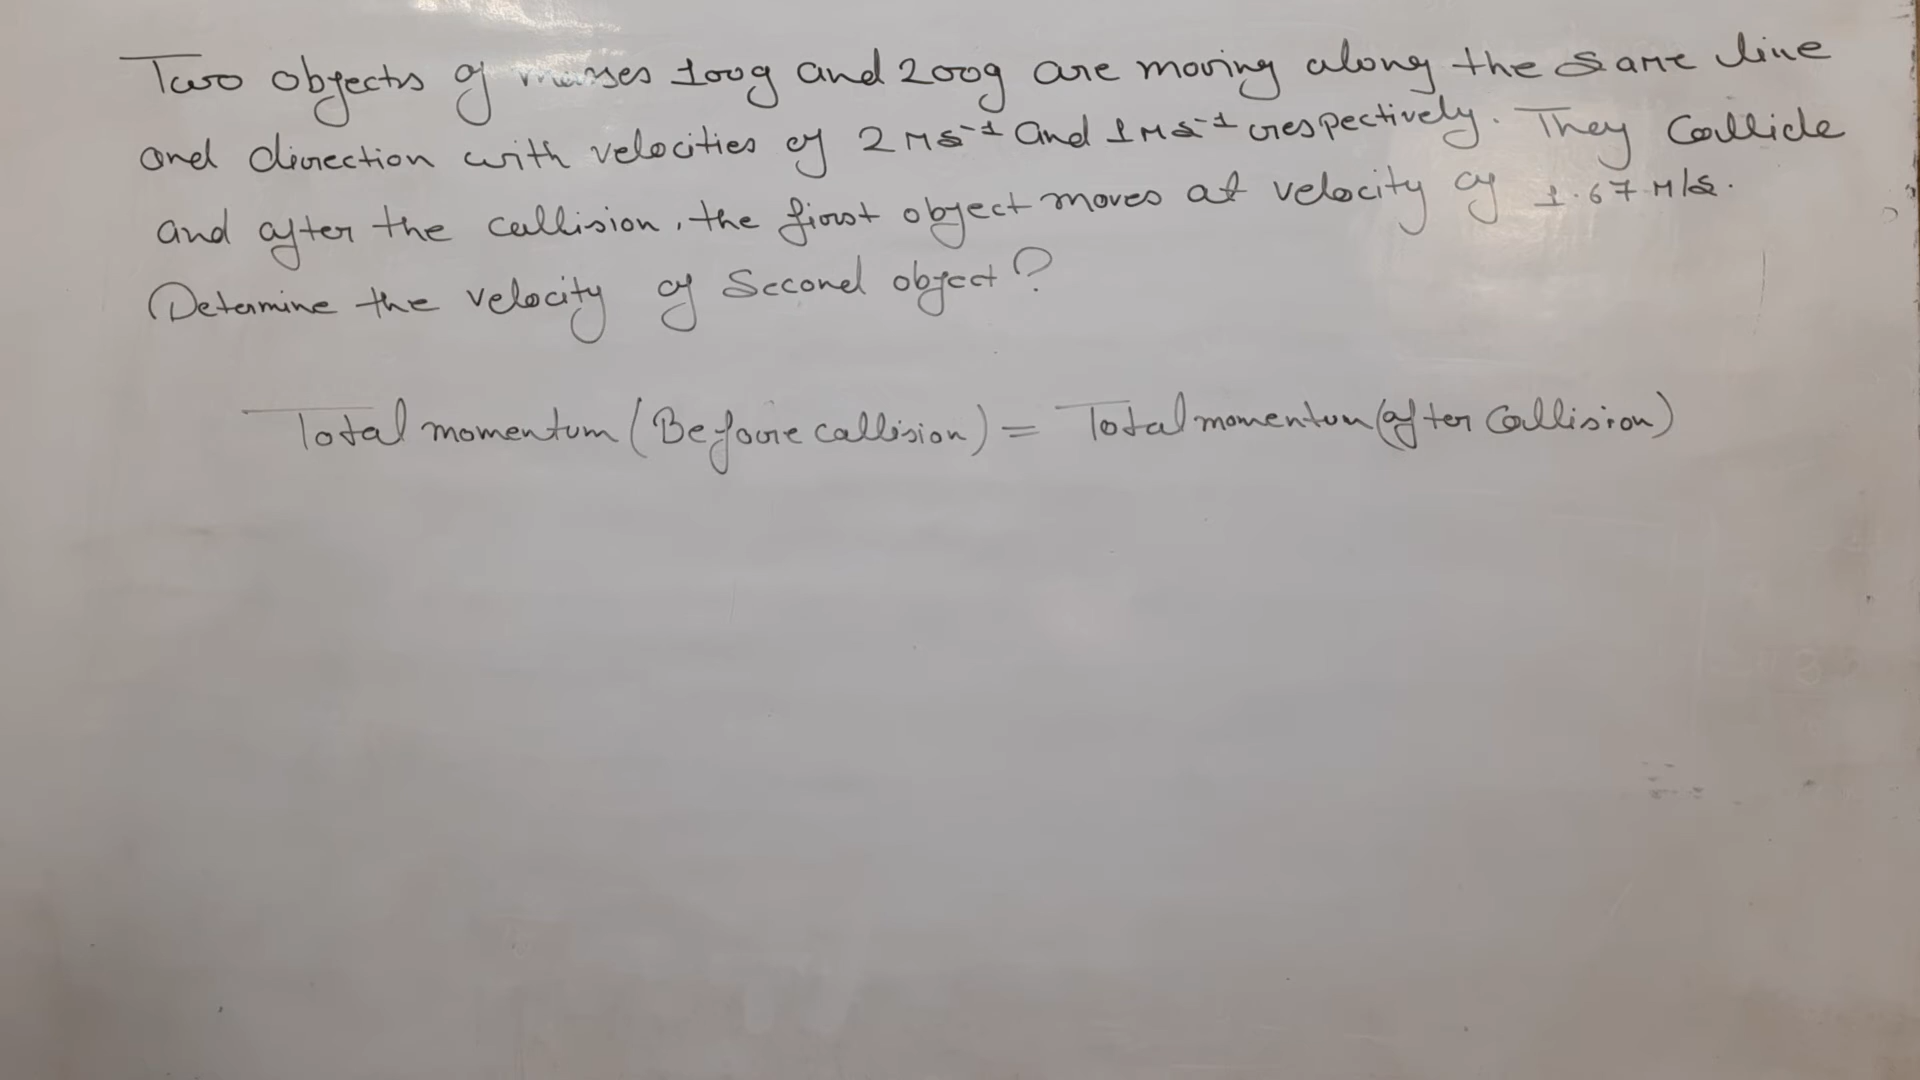 Two objects of masses 100g and 200g are moving along the same line
and direction with velocities of 2 ms⁻¹ and 1 ms⁻¹ respectively. They Collide
and after the collision, the first object moves at velocity of 1.67 m/s.
Determine the velocity of Second object?
Total momentum (Before collision) = Total momentum (after Collision)